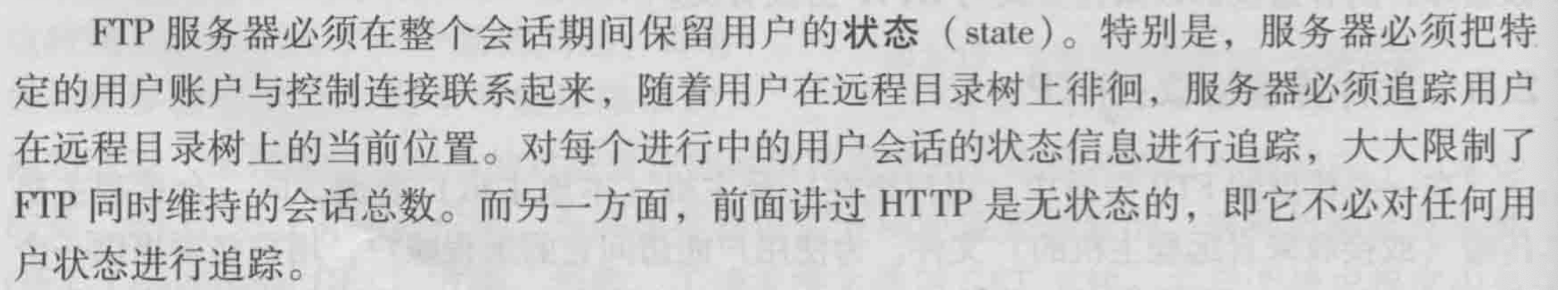 FTP 服务器必须在整个会话期间保留用户的状态（state）。特别是，服务器必须把特
定的用户账户与控制连接联系起来，随着用户在远程目录树上徘徊，服务器必须追踪用户
在远程目录树上的当前位置。对每个进行中的用户会话的状态信息进行追踪，大大限制了
FTP 同时维持的会话总数。而另一方面，前面讲过 HTTP 是无状态的，即它不必对任何用
户状态进行追踪。